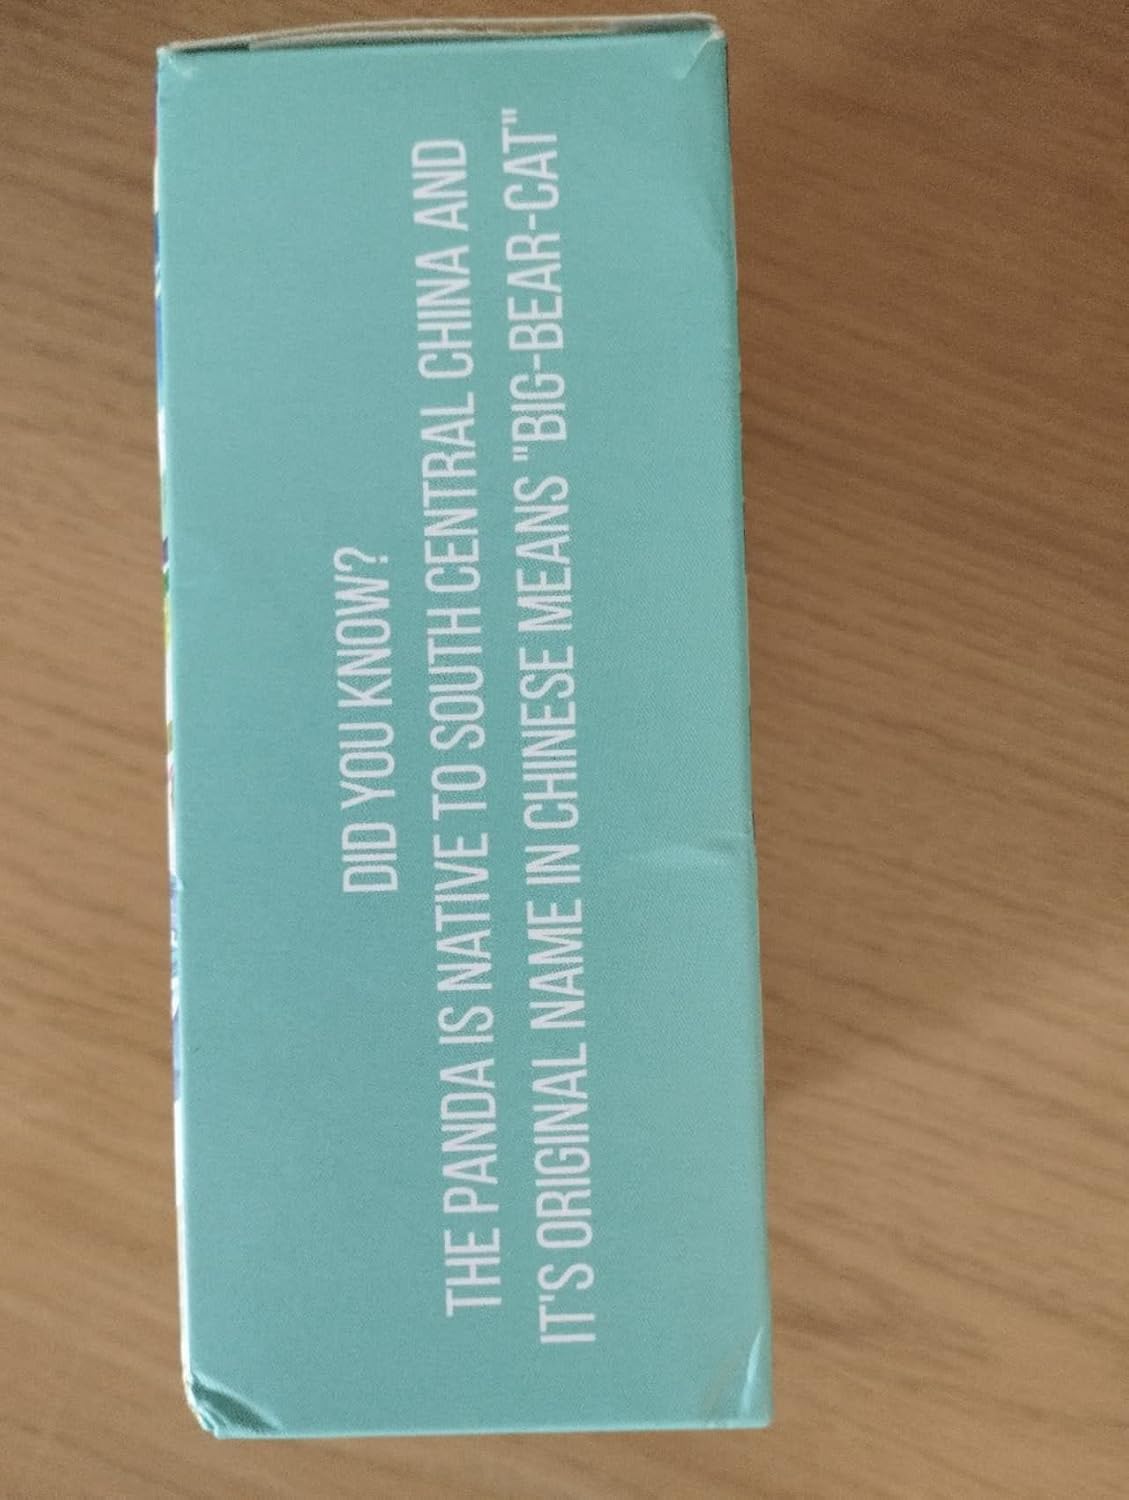 DID YOU KNOW?
THE PANDA IS NATIVE TO SOUTH CENTRAL CHINA AND
IT'S ORIGINAL NAME IN CHINESE MEANS "BIG-BEAR-CAT"